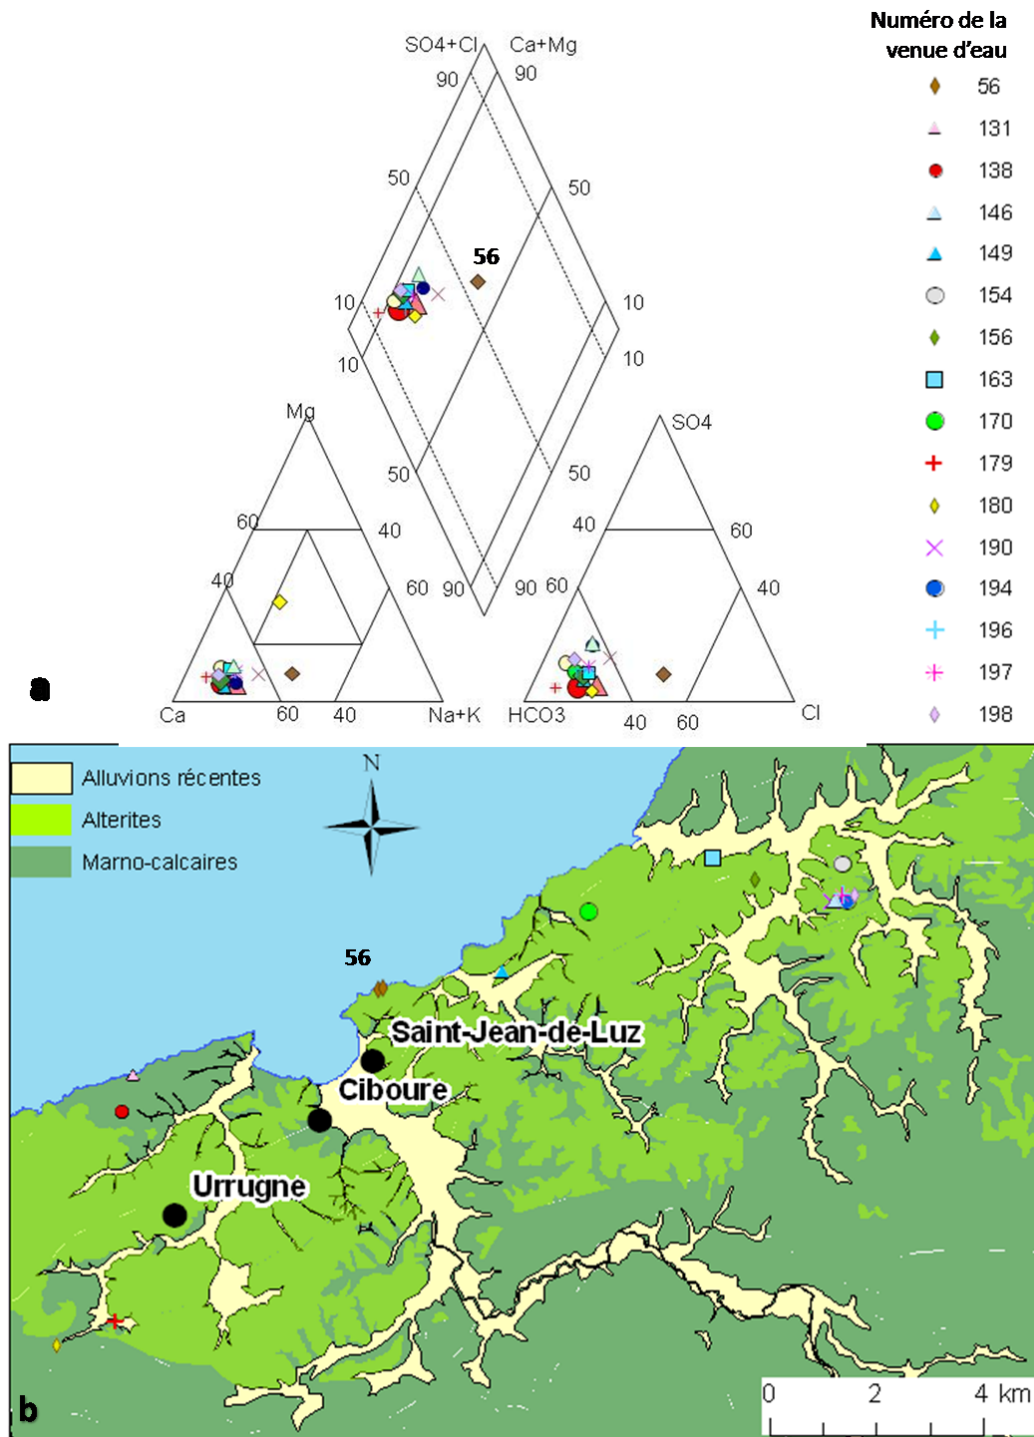 Numéro de la
venue d'eau
56
131
138
146
149
154
156
163
170
179
180
190
194
196
197
198
SO4+Cl Ca+Mg
90 90
50 50
56
10 10
10 10
50 50
90 90
Mg
60 40
40 60
Ca 60 40 Na+K
SO4
40 60
60 40
HCO3 40 60 Cl
a
Alluvions récentes
Alterites
Marno-calcaires
N
56
Saint-Jean-de-Luz
Ciboure
Urrugne
0 2 4 km
b